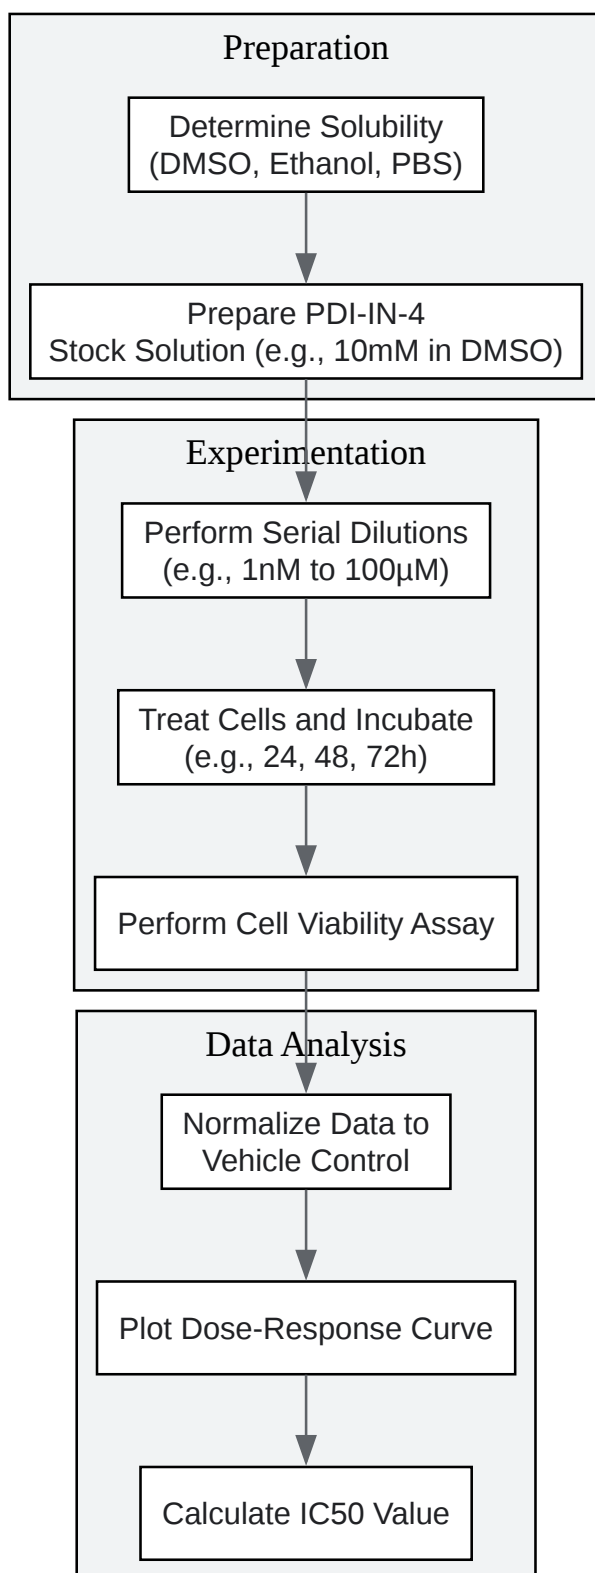 Preparation
Determine Solubility
(DMSO, Ethanol, PBS)
Prepare PDI-IN-4
Stock Solution (e.g., 10mM in DMSO)
Experimentation
Perform Serial Dilutions
(e.g., 1nM to 100µM)
Treat Cells and Incubate
(e.g., 24, 48, 72h)
Perform Cell Viability Assay
Data Analysis
Normalize Data to
Vehicle Control
Plot Dose-Response Curve
Calculate IC50 Value